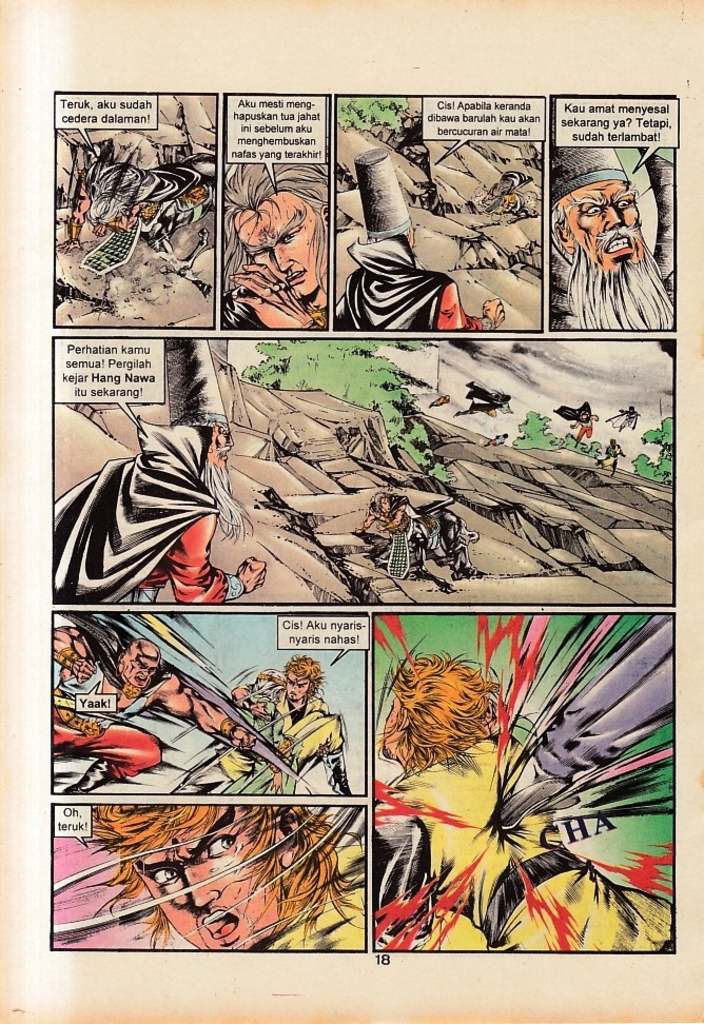 Teruk, aku sudah
cedera dalaman!
Aku mesti meng-
hapuskan tua jahat
ini sebelum aku
menghembuskan
nafas yang terakhir!
Cis! Apabila keranda
dibawa barulah kau akan
bercucuran air mata!
Kau amat menyesal
sekarang ya? Tetapi,
sudah terlambat!
Perhatian kamu
semua! Pergilah
kejar Hang Nawa
itu sekarang!
Yaak!
Cis! Aku nyaris-
nyaris nahas!
Oh,
teruk!
CHA
18